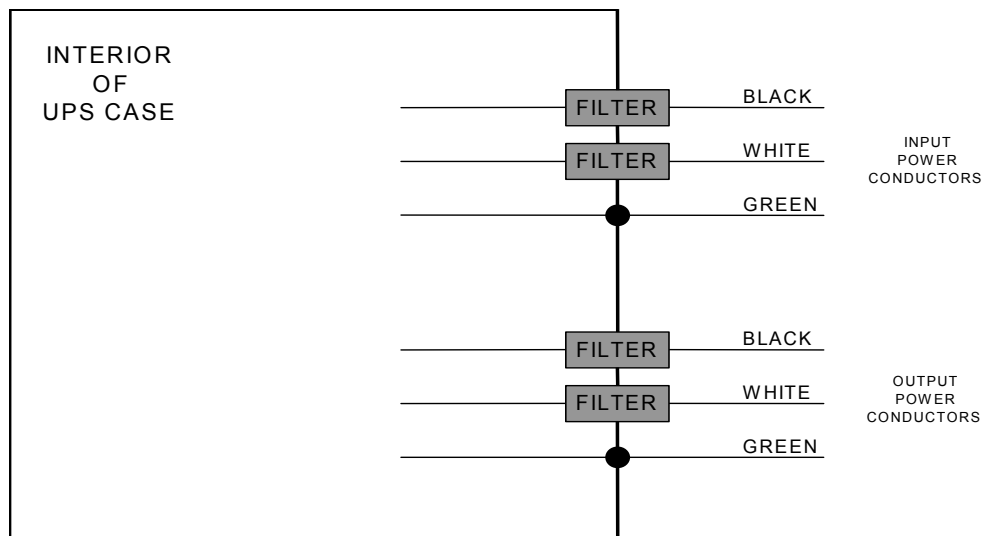 INTERIOR
OF
UPS CASE
FILTER
BLACK
FILTER
WHITE
GREEN
INPUT
POWER
CONDUCTORS
FILTER
BLACK
FILTER
WHITE
GREEN
OUTPUT
POWER
CONDUCTORS